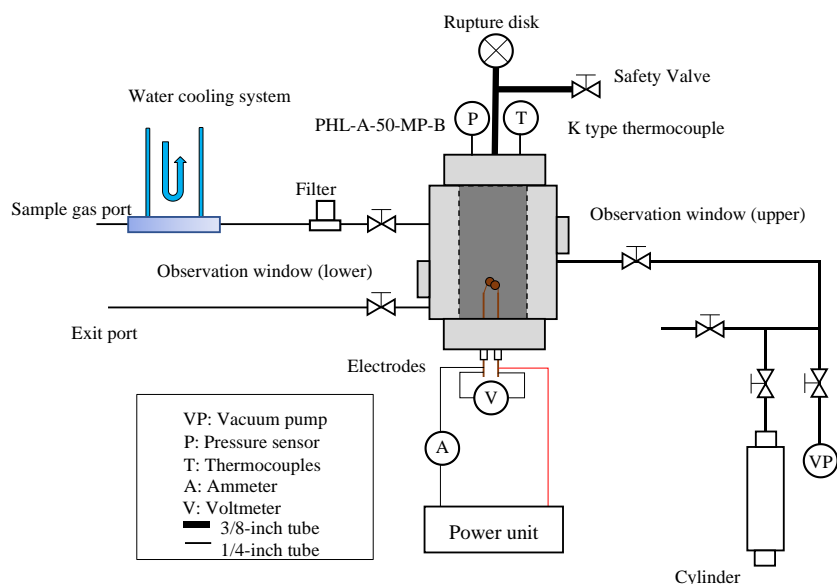 Rupture disk
Safety Valve
Water cooling system
PHL-A-50-MP-B
P
T
K type thermocouple
Filter
Sample gas port
Observation window (upper)
Observation window (lower)
Exit port
Electrodes
V
A
VP
Power unit
Cylinder
VP: Vacuum pump
P: Pressure sensor
T: Thermocouples
A: Ammeter
V: Voltmeter
3/8-inch tube
1/4-inch tube